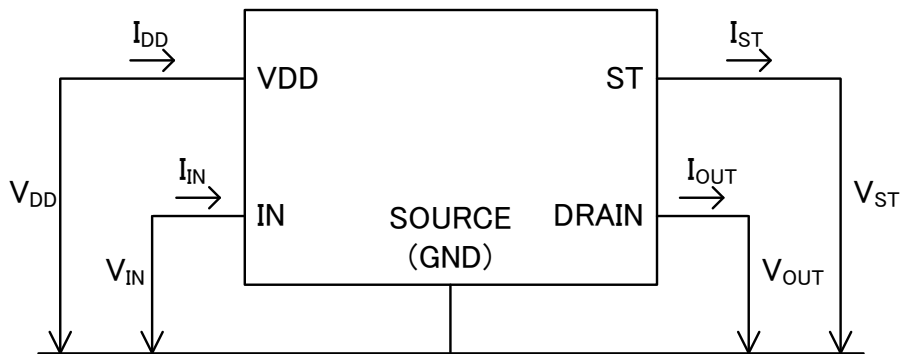 I_DD
I_ST
VDD
ST
I_IN
I_OUT
V_DD
V_ST
IN
SOURCE
(GND)
DRAIN
V_IN
V_OUT